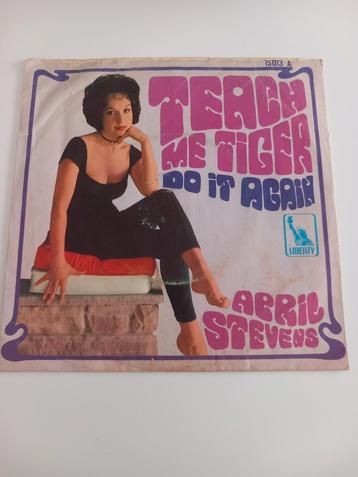 15013 A
TEACH
ME TIGER
DO IT AGAIN
LIBERTY
APRIL
STEVENS